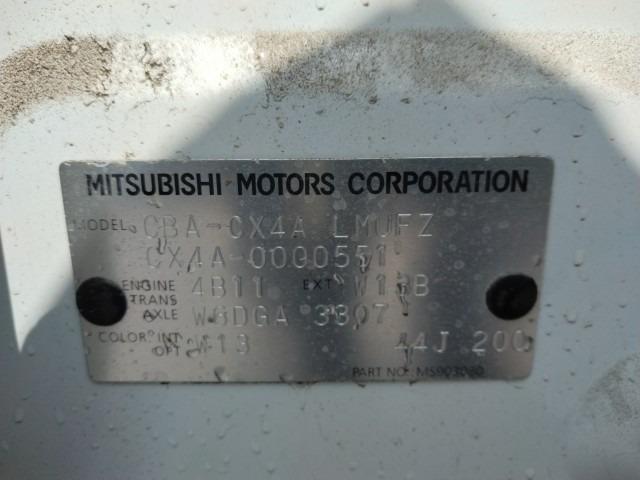 MITSUBISHI MOTORS CORPORATION
MODEL CBA-CX4A LMUFZ
CX4A-0000551
ENGINE 4B11 EXT W13B
TRANS AXLE W6DGA 3307
COLOR INT OPT W13 44J 200
PART NO. MS903080